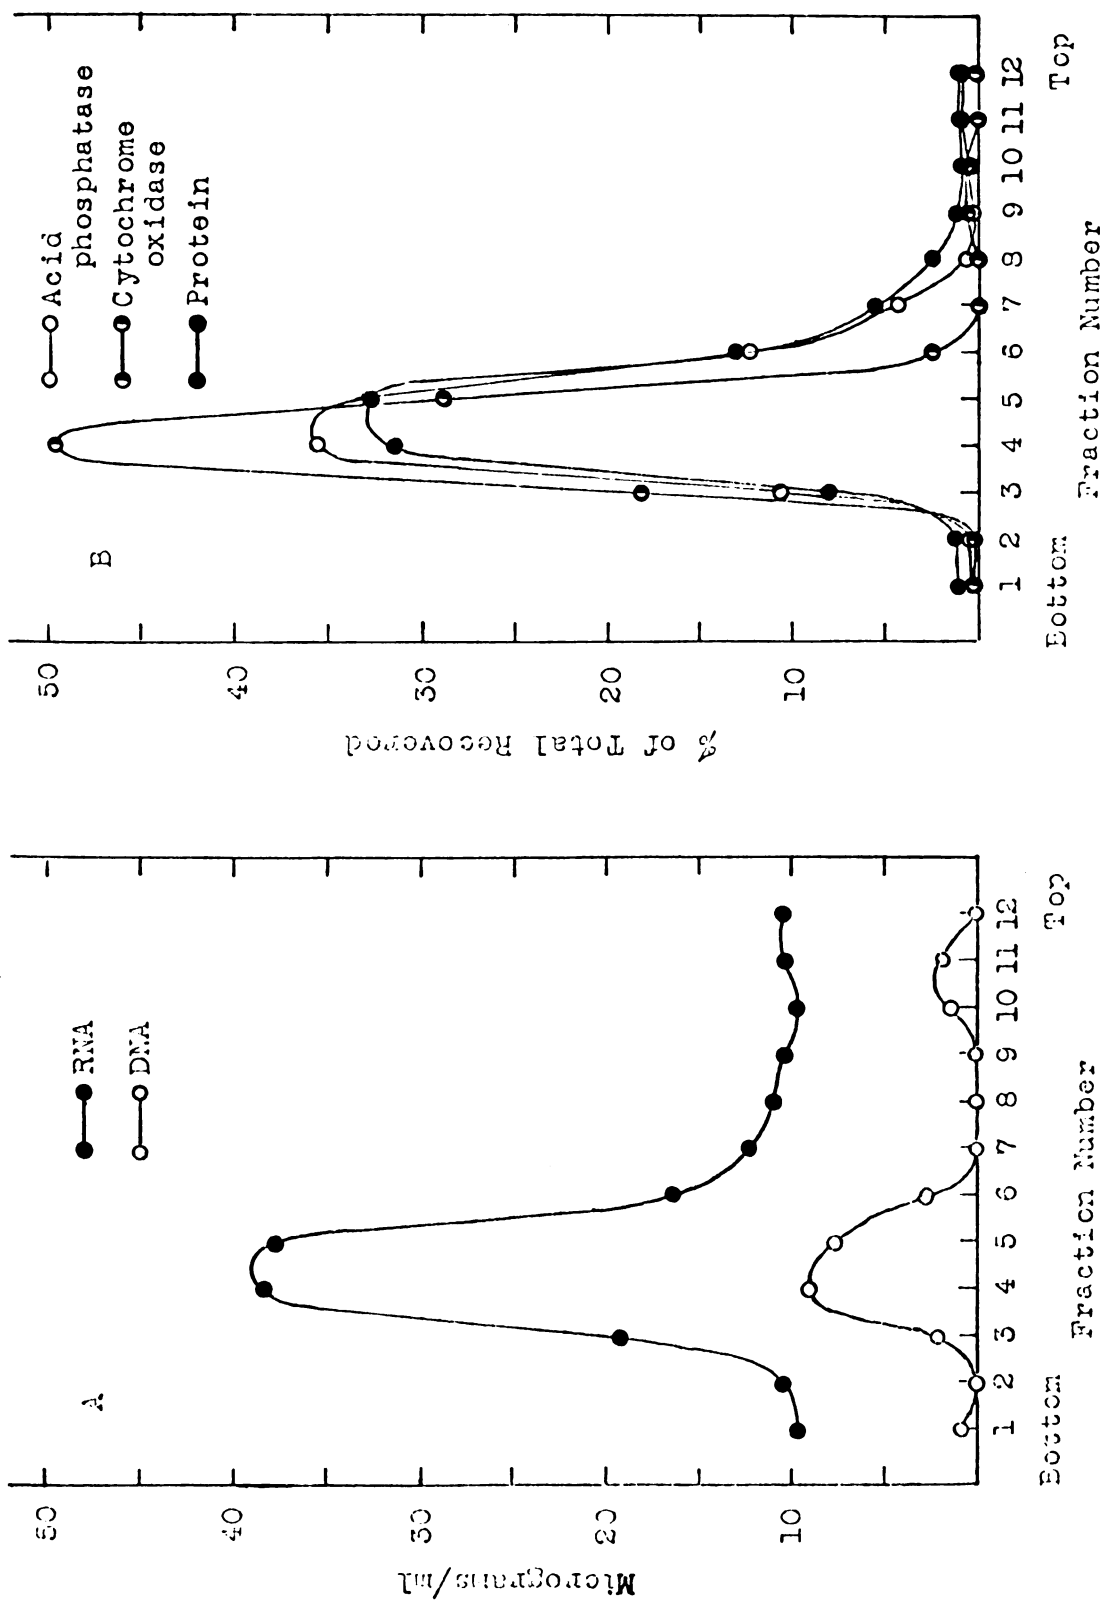 A
RNA
DNA
50
40
30
20
10
Micrograms/ml
1 2 3 4 5 6 7 8 9 10 11 12
Bottom Fraction Number Top
B
Acid
phosphatase
Cytochrome
oxidase
Protein
50
40
30
20
10
% of Total Recovered
1 2 3 4 5 6 7 8 9 10 11 12
Bottom Fraction Number Top